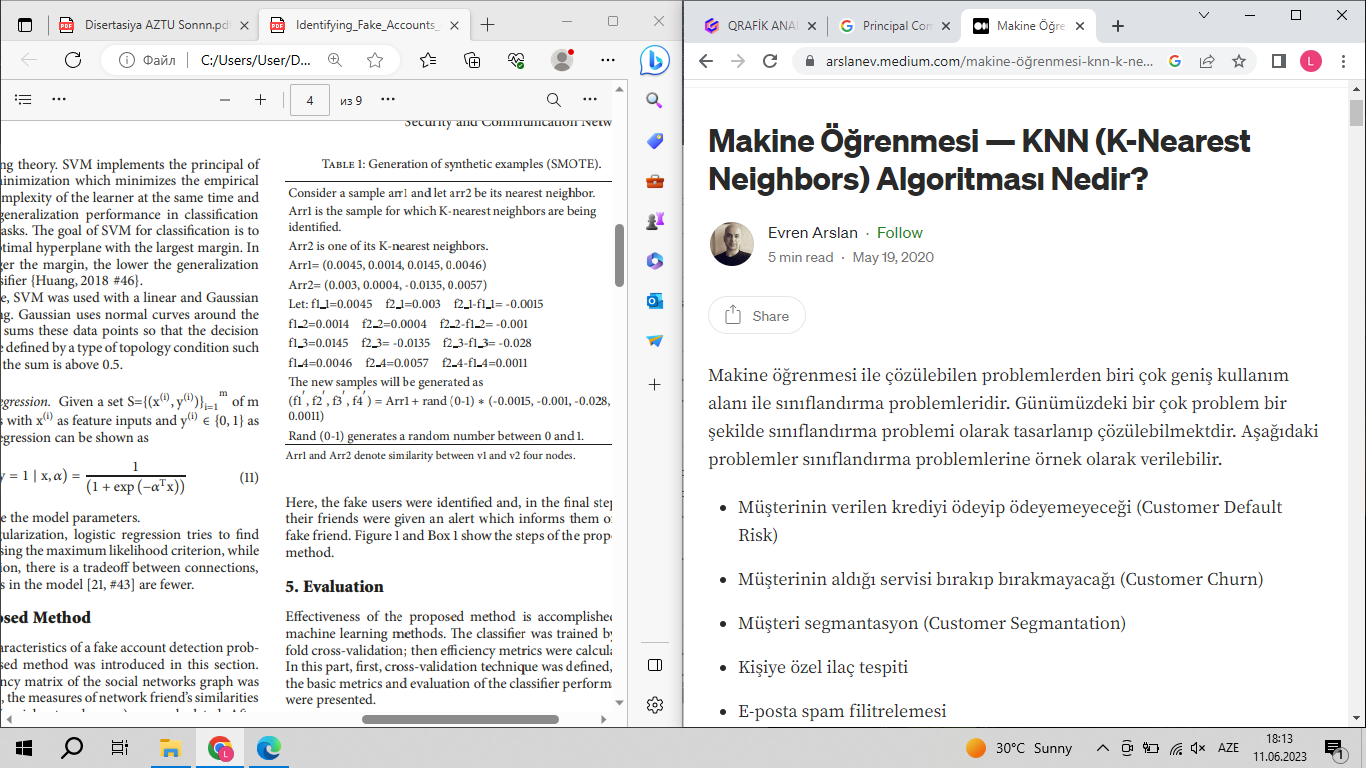 Disertasiya AZTU Sonnn.pdf
Identifying_Fake_Accounts_
Файл
C:/Users/User/D...
4 из 9
Security and Communication Netw
ng theory. SVM implements the principal of
inimization which minimizes the empirical
mplexity of the learner at the same time and
generalization performance in classification
asks. The goal of SVM for classification is to
ptimal hyperplane with the largest margin. In
ger the margin, the lower the generalization
sifier {Huang, 2018 #46}.
e, SVM was used with a linear and Gaussian
ng. Gaussian uses normal curves around the
sums these data points so that the decision
e defined by a type of topology condition such
the sum is above 0.5.
egression. Given a set S={(x⁽ⁱ⁾, y⁽ⁱ⁾)}ᵢ₌₁ᵐ of m
s with x⁽ⁱ⁾ as feature inputs and y⁽ⁱ⁾ ∈ {0, 1} as
egression can be shown as
y = 1 | x, α) = 1 / (1 + exp (−αᵀx)) (11)
e the model parameters.
gularization, logistic regression tries to find
sing the maximum likelihood criterion, while
ion, there is a tradeoff between connections,
s in the model [21, #43] are fewer.
osed Method
aracteristics of a fake account detection prob-
sed method was introduced in this section.
ncy matrix of the social networks graph was
, the measures of network friend's similarities
TABLE 1: Generation of synthetic examples (SMOTE).
Consider a sample arr1 and let arr2 be its nearest neighbor.
Arr1 is the sample for which K-nearest neighbors are being
identified.
Arr2 is one of its K-nearest neighbors.
Arr1= (0.0045, 0.0014, 0.0145, 0.0046)
Arr2= (0.003, 0.0004, -0.0135, 0.0057)
Let: f1_1=0.0045 f2_1=0.003 f2_1-f1_1= -0.0015
f1_2=0.0014 f2_2=0.0004 f2_2-f1_2= -0.001
f1_3=0.0145 f2_3= -0.0135 f2_3-f1_3= -0.028
f1_4=0.0046 f2_4=0.0057 f2_4-f1_4=0.0011
The new samples will be generated as
(f1′, f2′, f3′, f4′) = Arr1 + rand (0-1) ∗ (-0.0015, -0.001, -0.028,
0.0011)
Rand (0-1) generates a random number between 0 and 1.
Arr1 and Arr2 denote similarity between v1 and v2 four nodes.
Here, the fake users were identified and, in the final step
their friends were given an alert which informs them o
fake friend. Figure 1 and Box 1 show the steps of the prop
method.
5. Evaluation
Effectiveness of the proposed method is accomplished
machine learning methods. The classifier was trained by
fold cross-validation; then efficiency metrics were calcula
In this part, first, cross-validation technique was defined,
the basic metrics and evaluation of the classifier perform
were presented.
QRAFİK ANAL
Principal Com
Makine Öğre
arslanev.medium.com/makine-öğrenmesi-knn-k-ne...
L
Makine Öğrenmesi — KNN (K-Nearest
Neighbors) Algoritması Nedir?
Evren Arslan · Follow
5 min read · May 19, 2020
Share
Makine öğrenmesi ile çözülebilen problemlerden biri çok geniş kullanım
alanı ile sınıflandırma problemleridir. Günümüzdeki bir çok problem bir
şekilde sınıflandırma problemi olarak tasarlanıp çözülebilmektdir. Aşağıdaki
problemler sınıflandırma problemlerine örnek olarak verilebilir.
• Müşterinin verilen krediyi ödeyip ödeyemeyeceği (Customer Default
Risk)
• Müşterinin aldığı servisi bırakıp bırakmayacağı (Customer Churn)
• Müşteri segmantasyon (Customer Segmantation)
• Kişiye özel ilaç tespiti
• E-posta spam filitrelemesi
L
30°C Sunny
AZE
18:13
11.06.2023
1